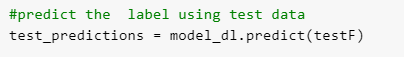 #predict the  label using test data
test_predictions = model_dl.predict(testF)